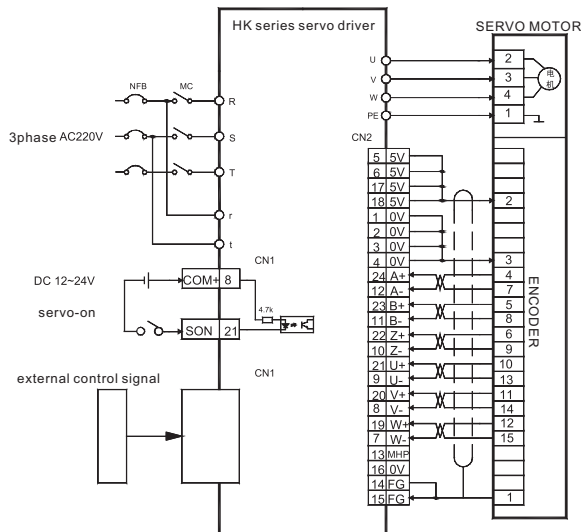 HK series servo driver
SERVO MOTOR
NFB MC
3phase AC220V
R
S
T
r
t
U 2
V 3
W 4
PE 1
电机
CN2
5 5V
6 5V
17 5V
18 5V 2
1 0V
2 0V
3 0V
4 0V 3
24 A+ 4
12 A- 7
23 B+ 5
11 B- 8
22 Z+ 6
10 Z- 9
21 U+ 10
9 U- 13
20 V+ 11
8 V- 14
19 W+ 12
7 W- 15
13 MHP
16 0V
14 FG
15 FG 1
ENCODER
CN1
DC 12~24V
COM+ 8
4.7k
servo-on
SON 21
CN1
external control signal